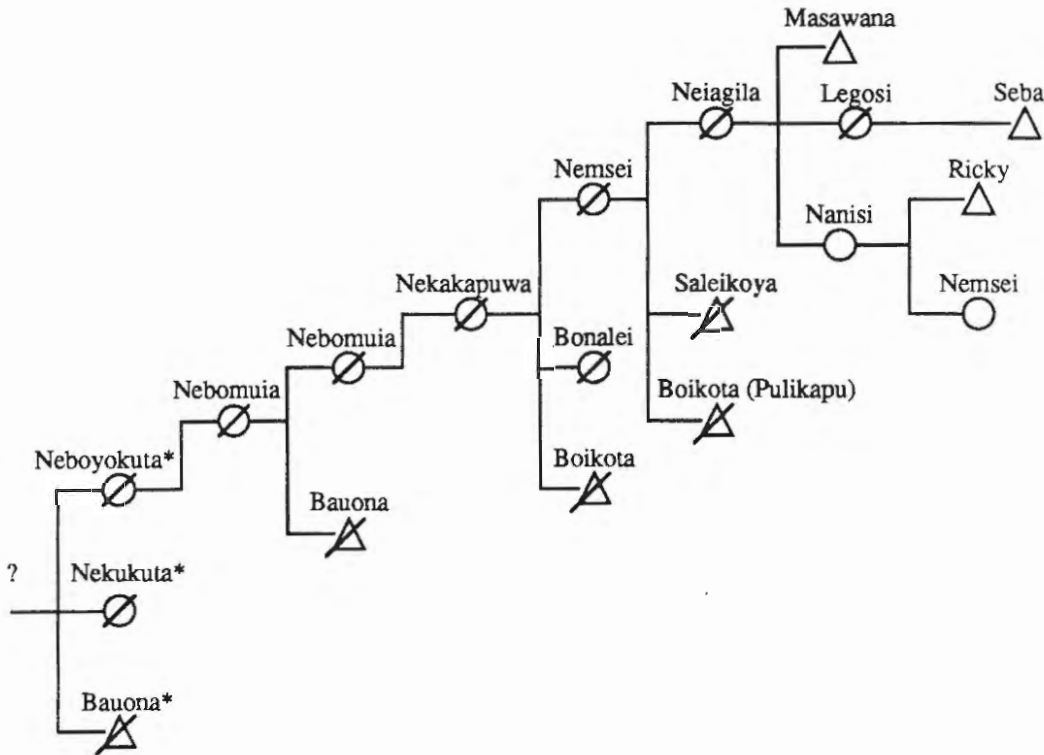 Masawana
Neiagila
Legosi
Seba
Nemsei
Ricky
Nanisi
Nekakapuwa
Saleikoya
Nemsei
Nebomuia
Bonalei
Nebomuia
Boikota (Pulikapu)
Neboyokuta*
Boikota
Bauona
?
Nekukuta*
Bauona*